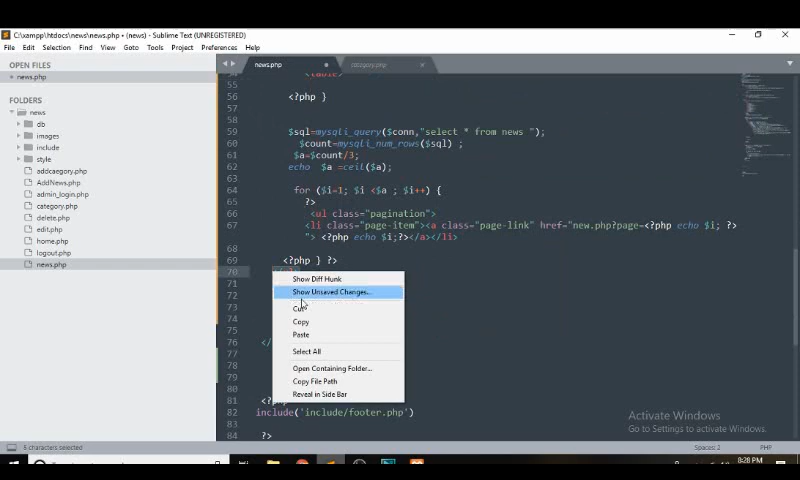 C:\xampp\htdocs\news\news.php • (news) - Sublime Text (UNREGISTERED)
File Edit Selection Find View Goto Tools Project Preferences Help
OPEN FILES
news.php
FOLDERS
news
db
images
include
style
addcaegory.php
AddNews.php
admin_login.php
category.php
delete.php
edit.php
home.php
logout.php
news.php
news.php category.php
54 <table>
55
56 <?php }
57
58
59 $sql=mysqli_query($conn,"select * from news ");
60 $count=mysqli_num_rows($sql) ;
61 $a=$count/3;
62 echo $a =ceil($a);
63
64 for ($i=1; $i <$a ; $i++) {
65 ?>
66 <ul class="pagination">
67 <li class="page-item"><a class="page-link" href="new.php?page=<?php echo $i; ?>
"> <?php echo $i;?></a></li>
68
69 <?php } ?>
70
71
72
73
74
75
76 </
77
78
79
80
81 <?php
82 include('include/footer.php')
83
84 ?>
Show Diff Hunk
Show Unsaved Changes...
Cut
Copy
Paste
Select All
Open Containing Folder...
Copy File Path
Reveal in Side Bar
Activate Windows
Go to Settings to activate Windows.
5 characters selected
Spaces: 2
PHP
8:28 PM